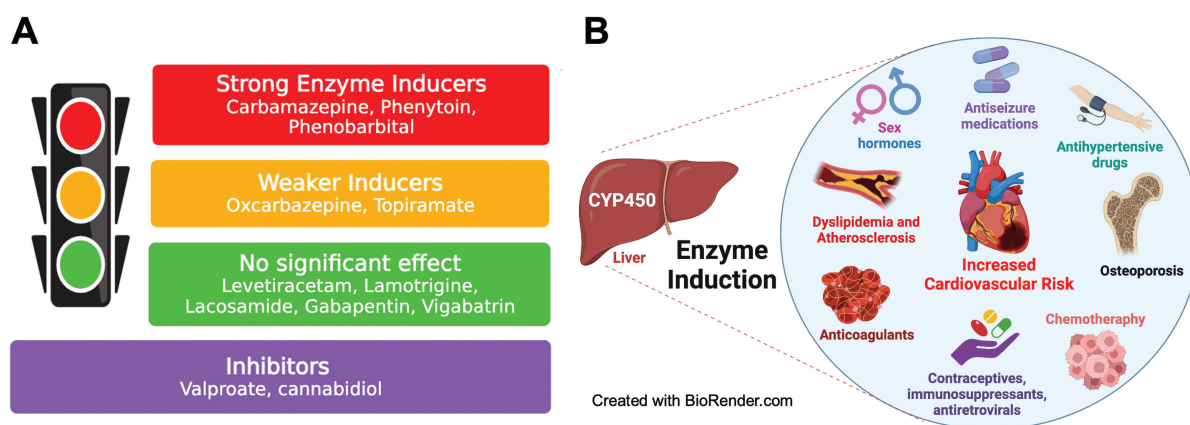 A
Strong Enzyme Inducers
Carbamazepine, Phenytoin,
Phenobarbital
Weaker Inducers
Oxcarbazepine, Topiramate
No significant effect
Levetiracetam, Lamotrigine,
Lacosamide, Gabapentin, Vigabatrin
Inhibitors
Valproate, cannabidiol
B
CYP450
Liver
Enzyme
Induction
Sex
hormones
Antiseizure
medications
Antihypertensive
drugs
Dyslipidemia and
Atherosclerosis
Increased
Cardiovascular Risk
Osteoporosis
Anticoagulants
Contraceptives,
immunosuppressants,
antiretrovirals
Chemotheraphy
Created with BioRender.com